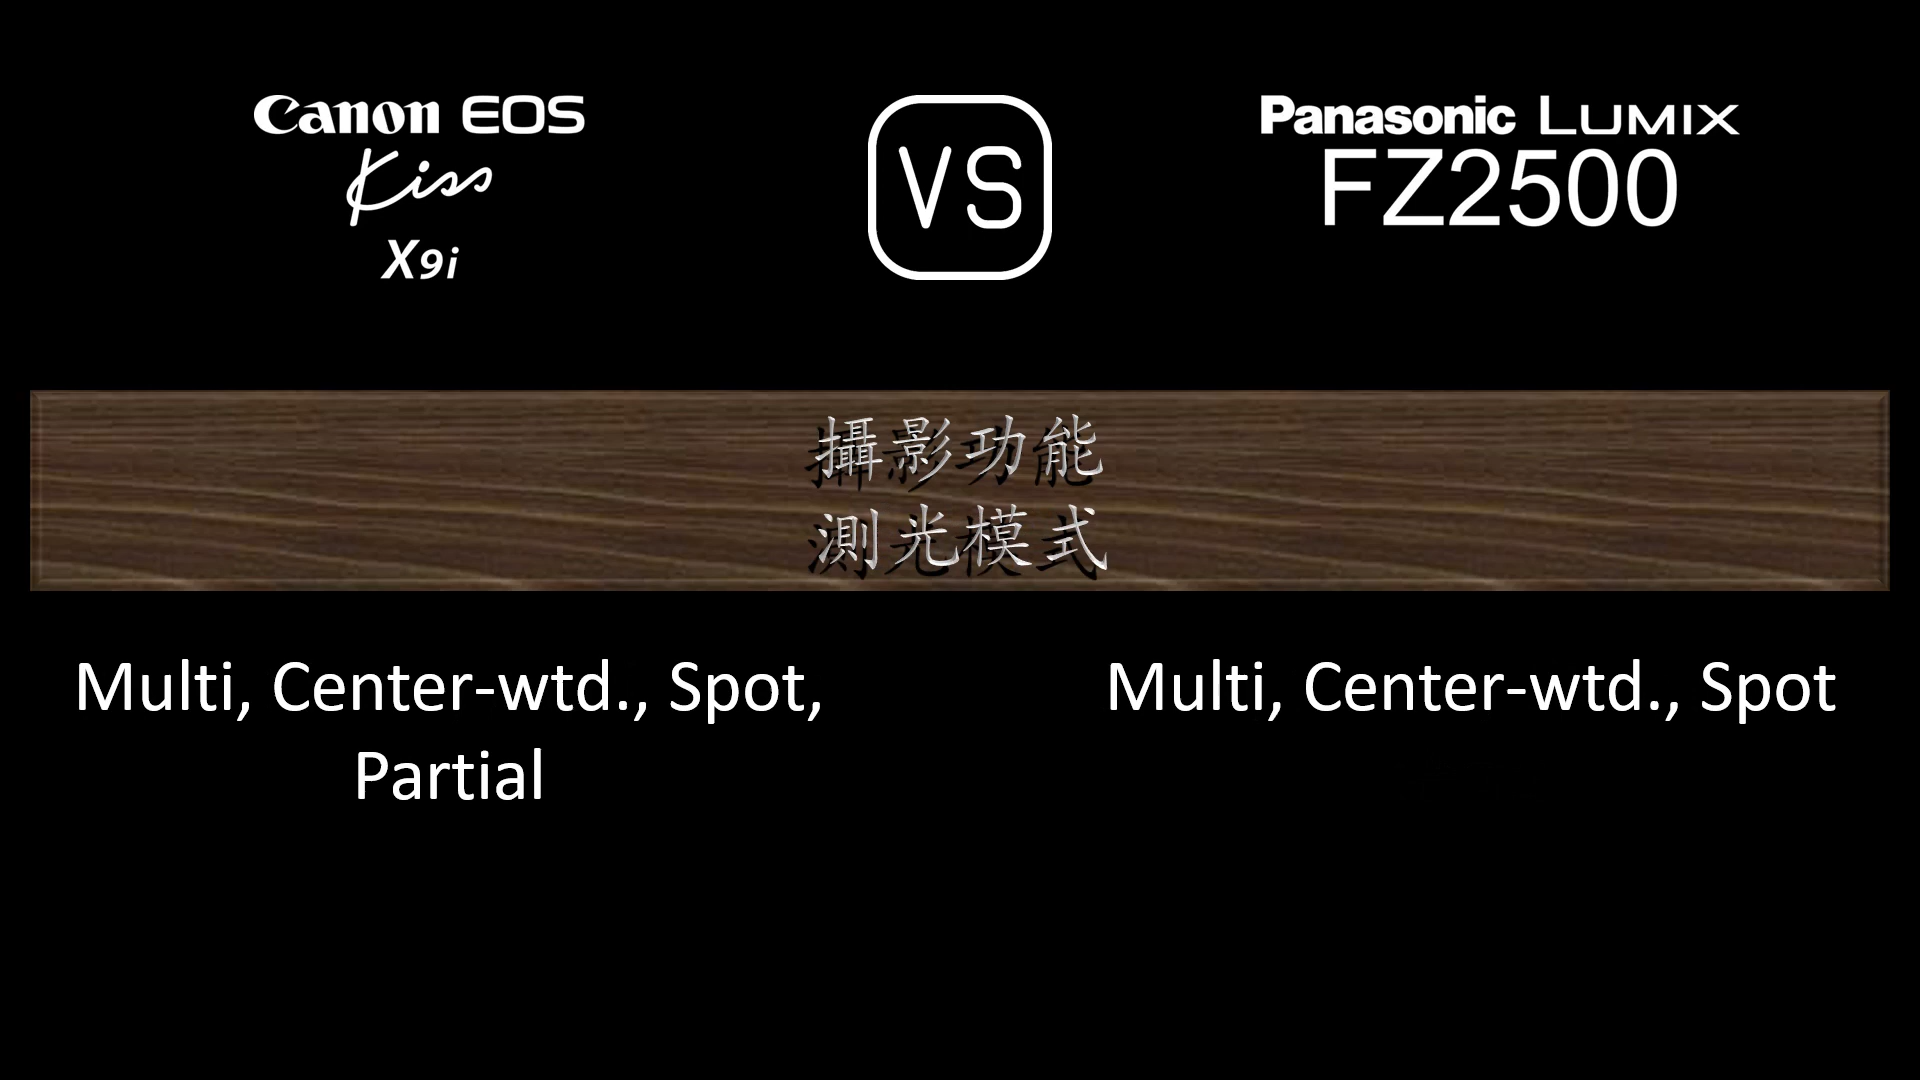 Canon EOS
Kiss
X9i
VS
Panasonic LUMIX
FZ2500
攝影功能
測光模式
Multi, Center-wtd., Spot,
Partial
Multi, Center-wtd., Spot